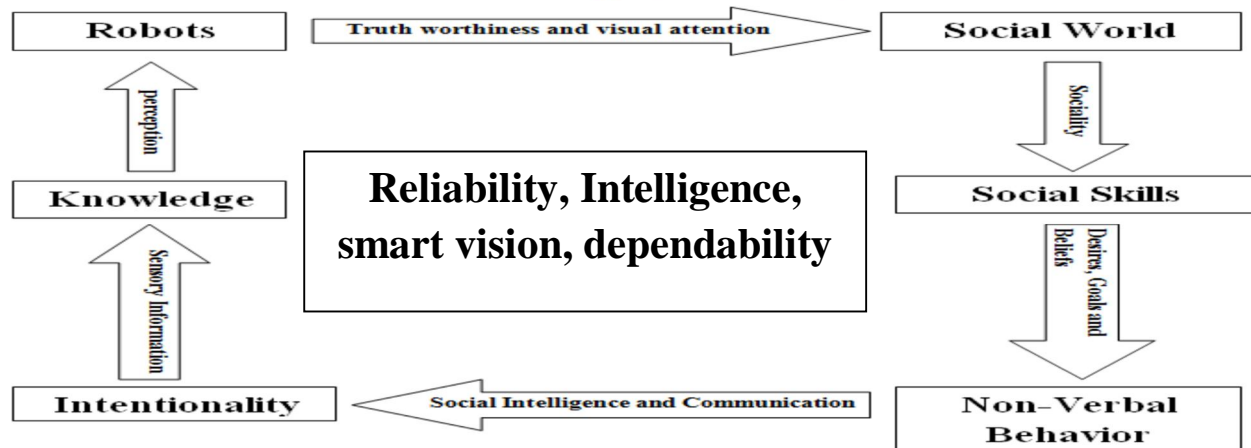 Robots
Truth worthiness and visual attention
Social World
perception
Sociality
Knowledge
Reliability, Intelligence,
smart vision, dependability
Social Skills
Sensory Information
Desires, Goals and
Beliefs
Intentionality
Social Intelligence and Communication
Non-Verbal
Behavior